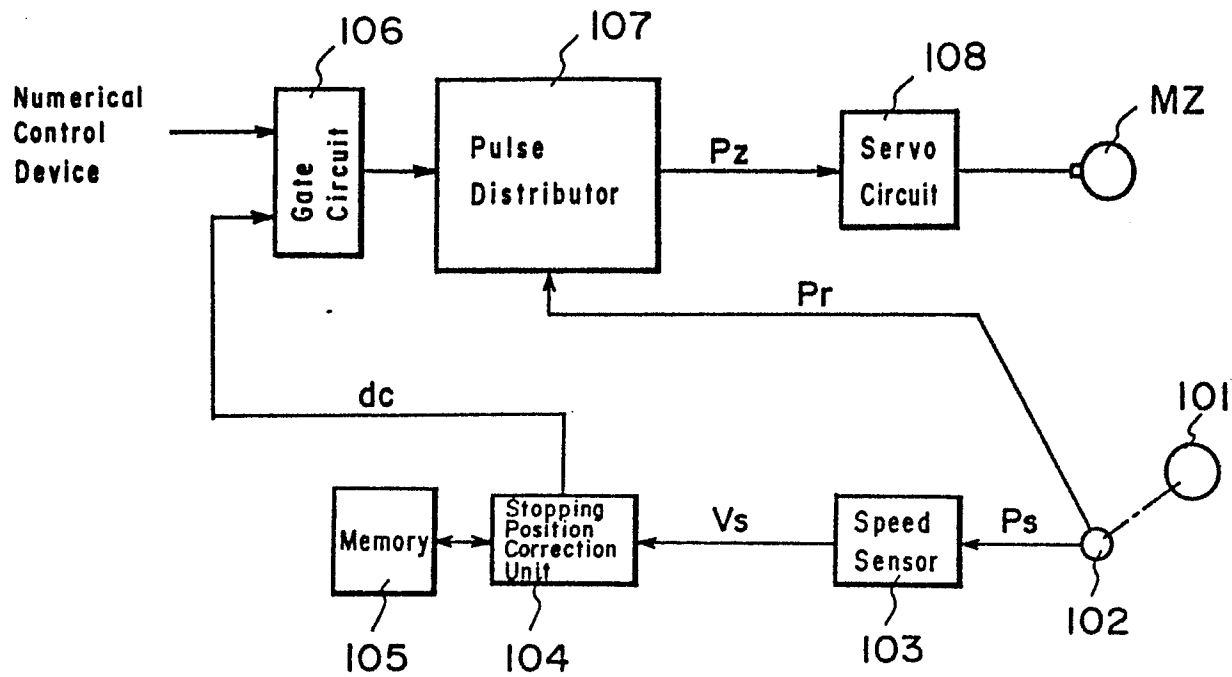 106
107
108
MZ
Numerical
Control
Device
Gate
Circuit
Pulse
Distributor
Pz
Servo
Circuit
Pr
dc
101
Memory
Stopping
Position
Correction
Unit
Vs
Speed
Sensor
Ps
102
105
104
103